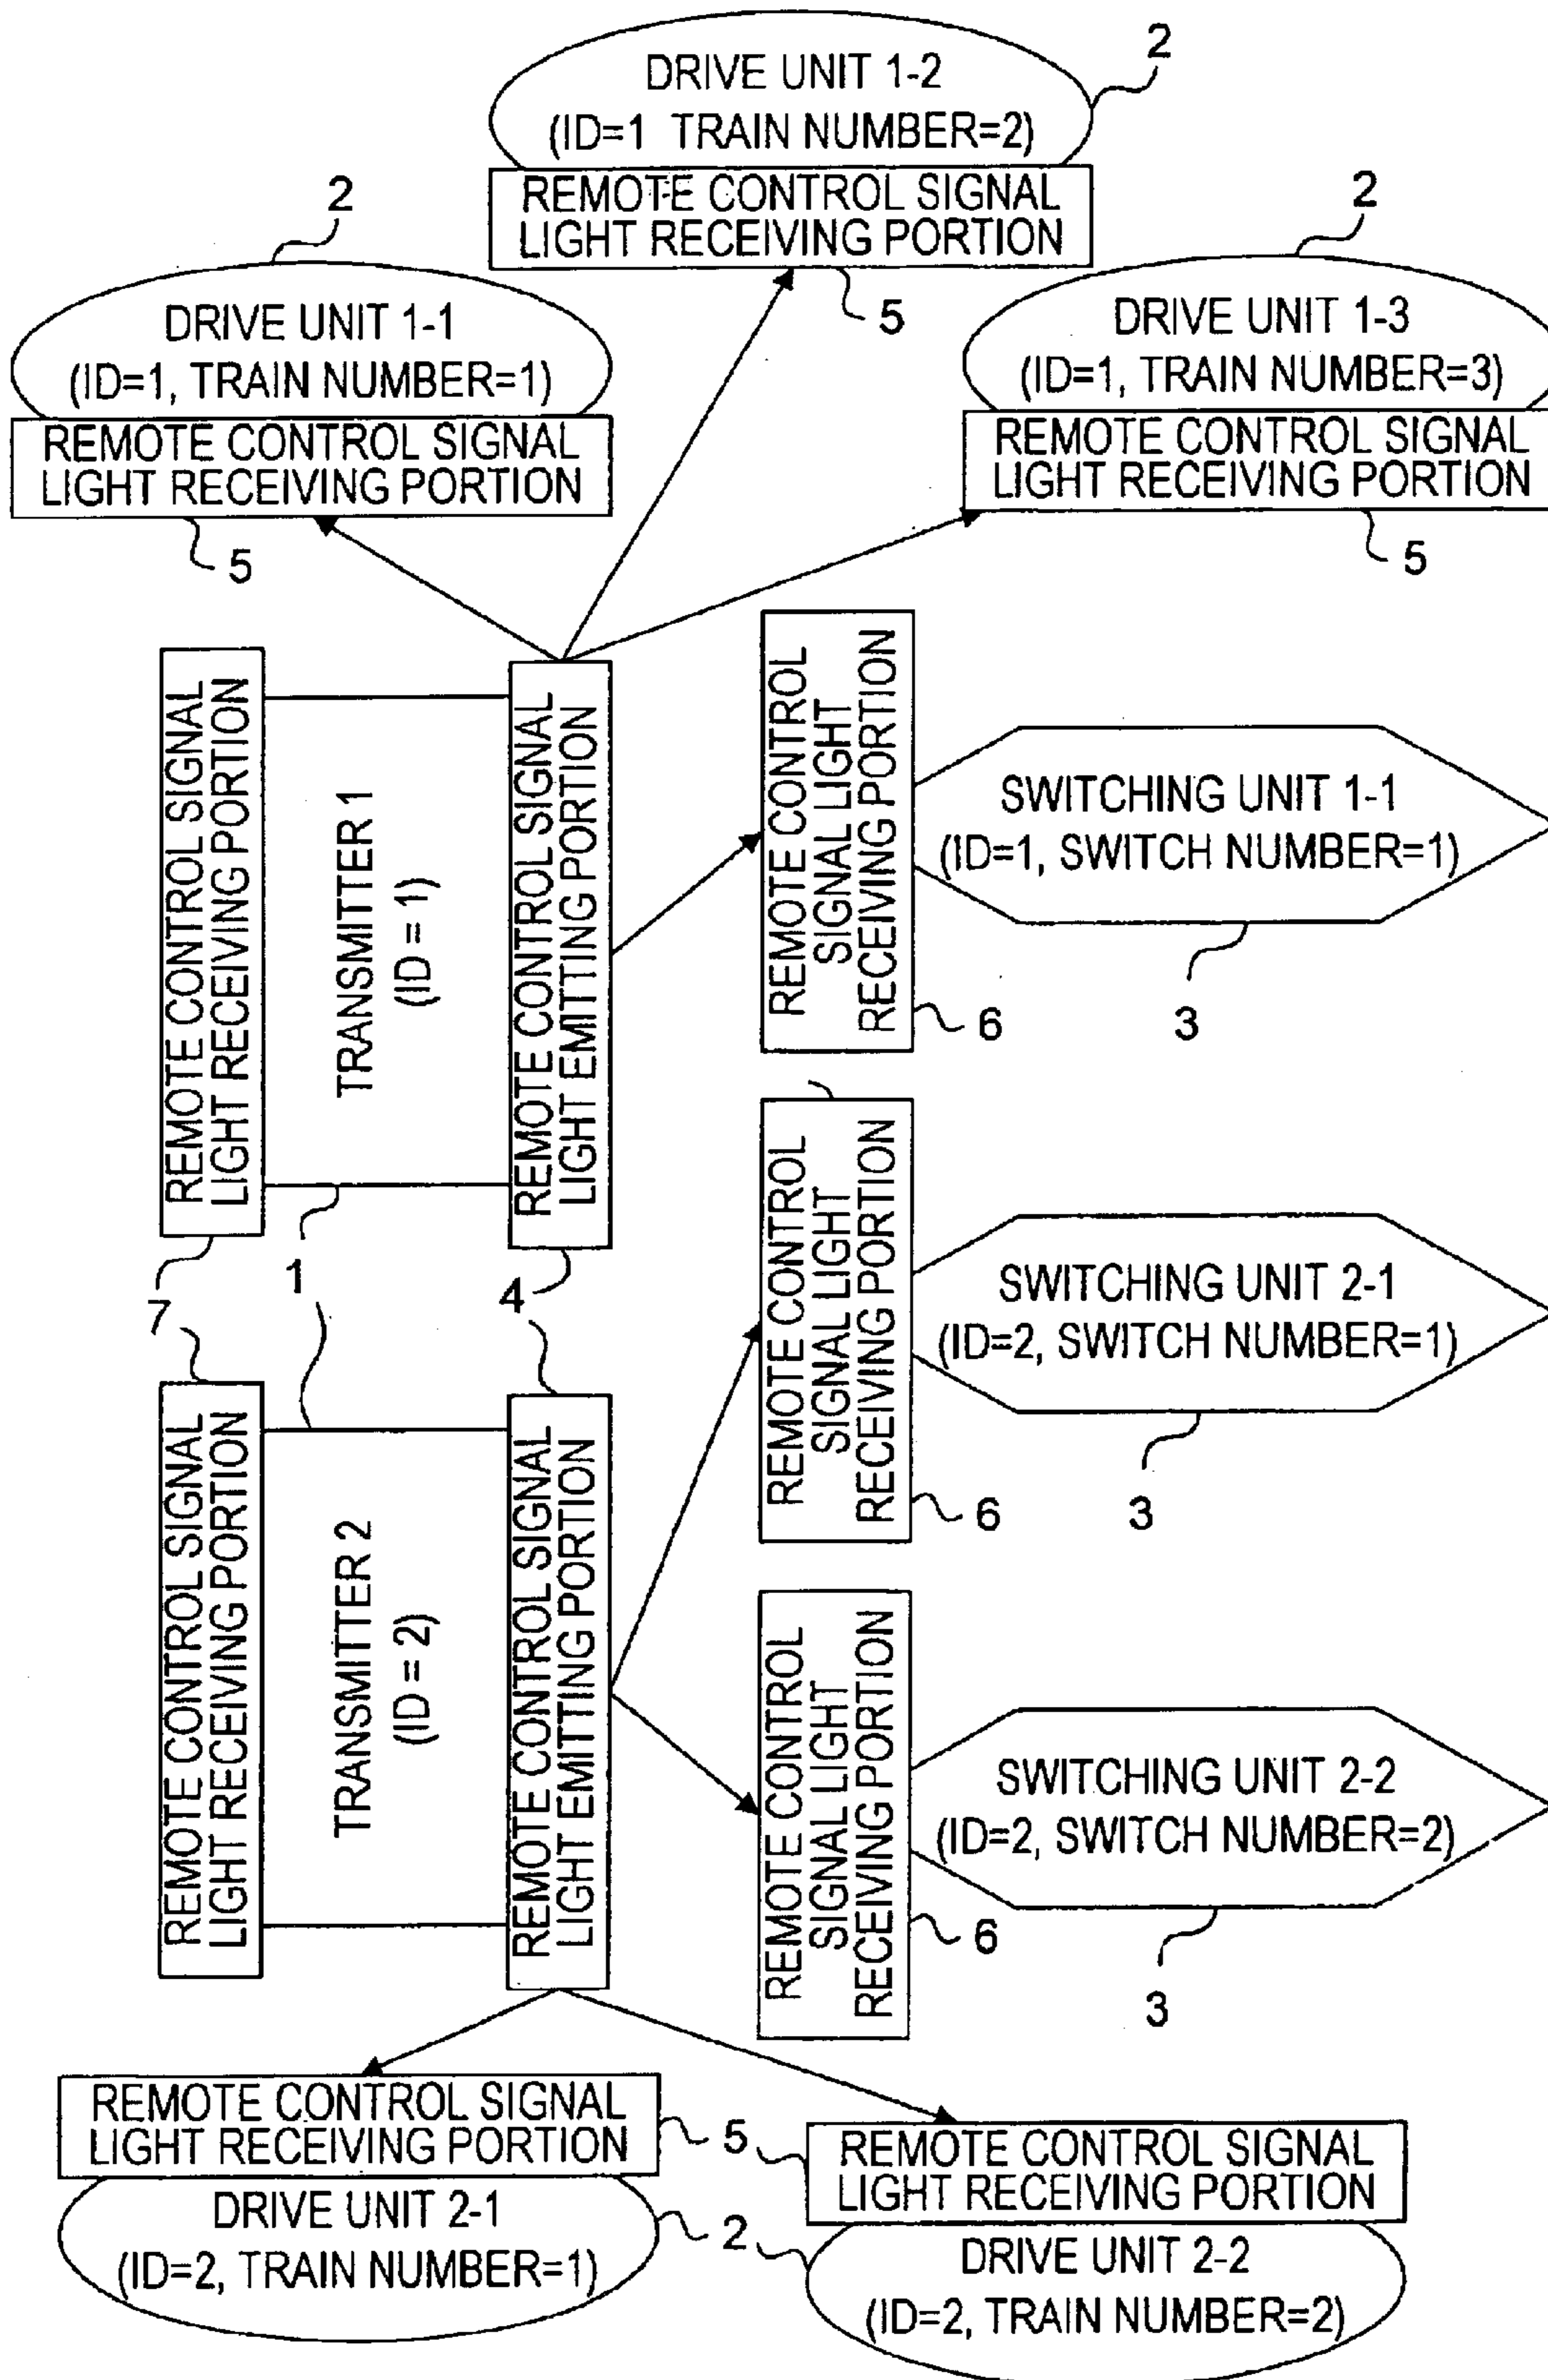 DRIVE UNIT 1-2
(ID=1 TRAIN NUMBER=2)
REMOTE CONTROL SIGNAL
LIGHT RECEIVING PORTION
2
5
2
DRIVE UNIT 1-1
(ID=1, TRAIN NUMBER=1)
REMOTE CONTROL SIGNAL
LIGHT RECEIVING PORTION
5
2
DRIVE UNIT 1-3
(ID=1, TRAIN NUMBER=3)
REMOTE CONTROL SIGNAL
LIGHT RECEIVING PORTION
5
REMOTE CONTROL SIGNAL
LIGHT RECEIVING PORTION
TRANSMITTER 1
(ID = 1)
REMOTE CONTROL SIGNAL
LIGHT EMITTING PORTION
7
1
4
REMOTE CONTROL
SIGNAL LIGHT
RECEIVING PORTION
6
SWITCHING UNIT 1-1
(ID=1, SWITCH NUMBER=1)
3
REMOTE CONTROL
SIGNAL LIGHT
RECEIVING PORTION
6
SWITCHING UNIT 2-1
(ID=2, SWITCH NUMBER=1)
3
REMOTE CONTROL SIGNAL
LIGHT RECEIVING PORTION
TRANSMITTER 2
(ID = 2)
REMOTE CONTROL SIGNAL
LIGHT EMITTING PORTION
REMOTE CONTROL
SIGNAL LIGHT
RECEIVING PORTION
6
SWITCHING UNIT 2-2
(ID=2, SWITCH NUMBER=2)
3
REMOTE CONTROL SIGNAL
LIGHT RECEIVING PORTION
5
DRIVE UNIT 2-1
(ID=2, TRAIN NUMBER=1)
2
REMOTE CONTROL SIGNAL
LIGHT RECEIVING PORTION
DRIVE UNIT 2-2
(ID=2, TRAIN NUMBER=2)